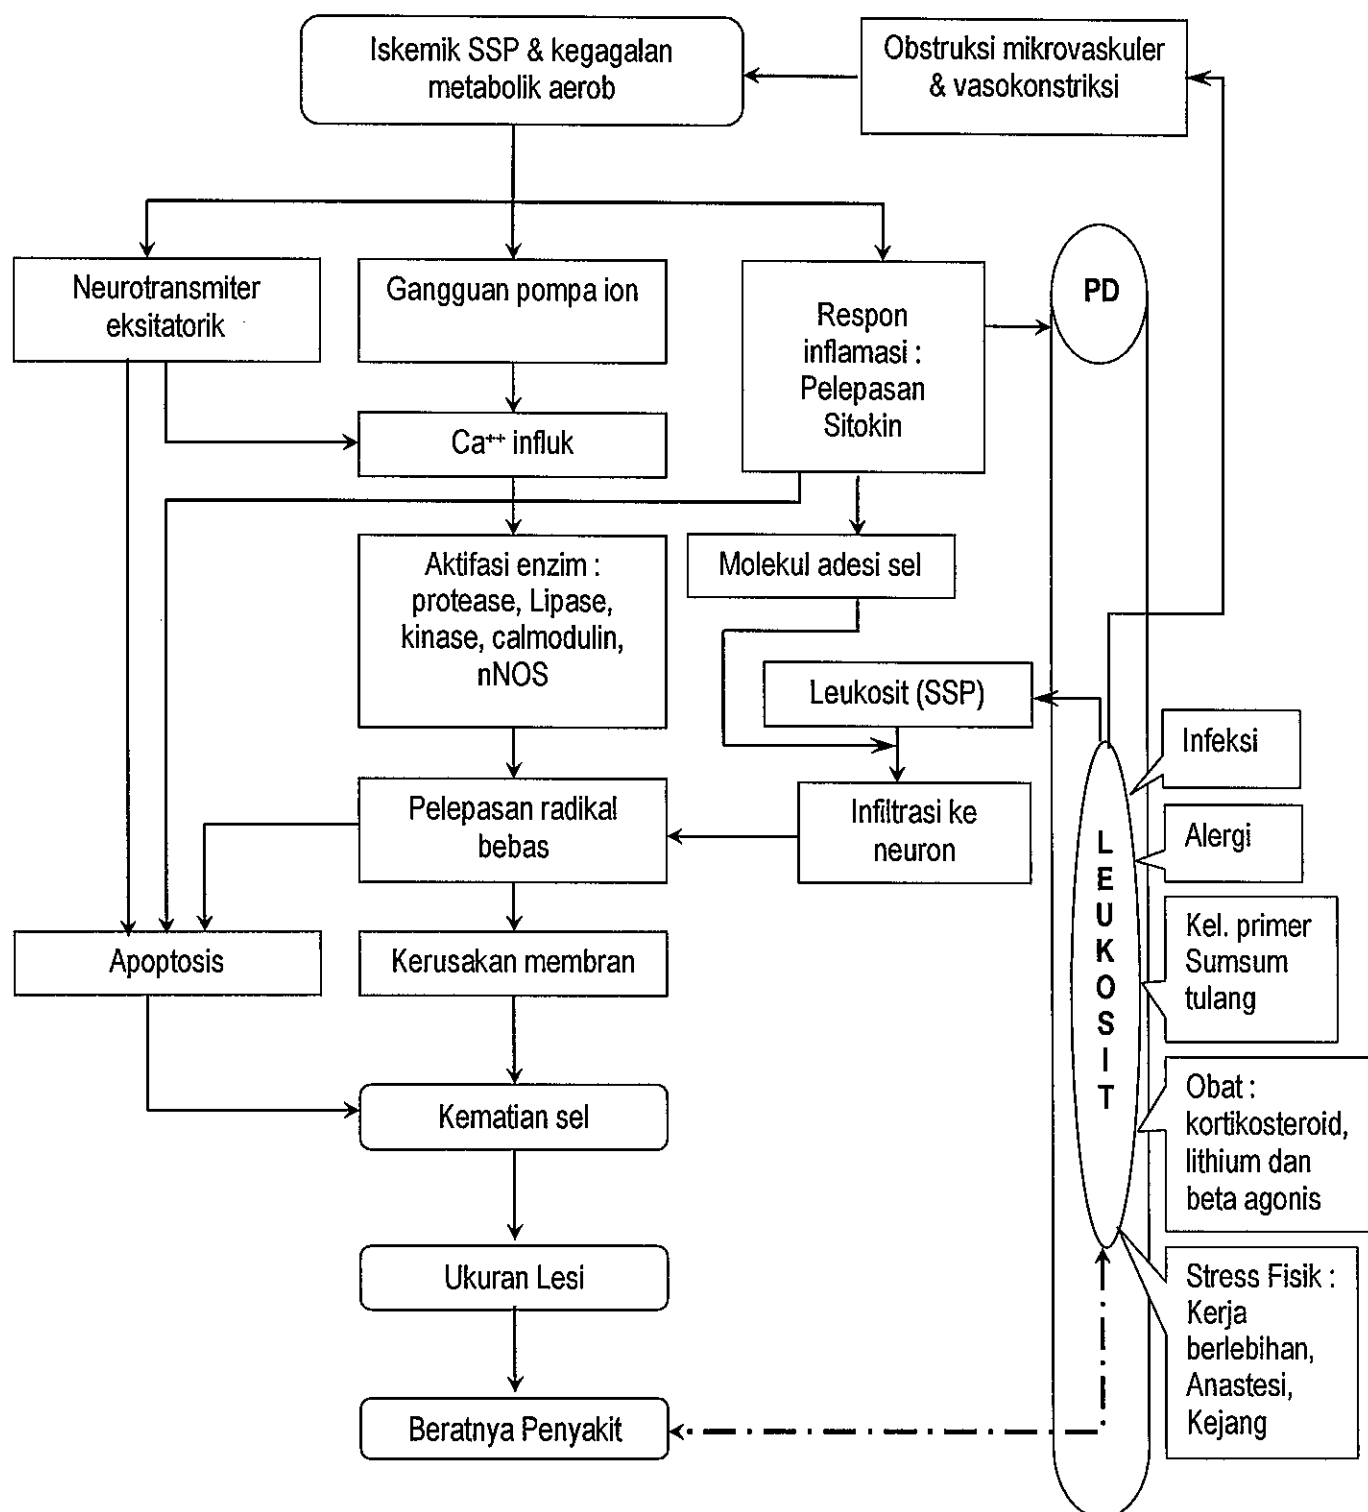 Iskemik SSP & kegagalan
metabolik aerob
Obstruksi mikrovaskuler
& vasokonstriksi
Neurotransmiter
eksitatorik
Gangguan pompa ion
Respon
inflamasi :
Pelepasan
Sitokin
PD
Ca⁺⁺ influk
Aktifasi enzim :
protease, Lipase,
kinase, calmodulin,
nNOS
Molekul adesi sel
Leukosit (SSP)
Infeksi
Pelepasan radikal
bebas
Infiltrasi ke
neuron
Alergi
L
E
U
K
O
S
I
T
Kel. primer
Sumsum
tulang
Apoptosis
Kerusakan membran
Kematian sel
Obat :
kortikosteroid,
lithium dan
beta agonis
Ukuran Lesi
Stress Fisik :
Kerja
berlebihan,
Anastesi,
Kejang
Beratnya Penyakit